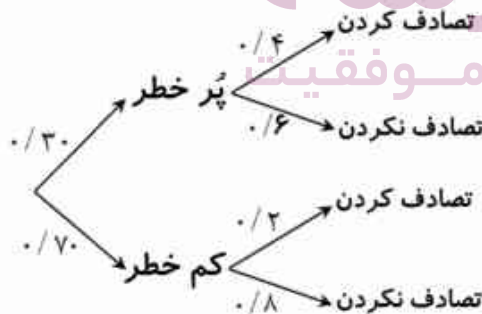 تصادف کردن
۰/۴
موفقیت
پُر خطر
۰/۶
تصادف نکردن
۰/۳۰
تصادف کردن
۰/۲
۰/۷۰
کم خطر
۰/۸
تصادف نکردن